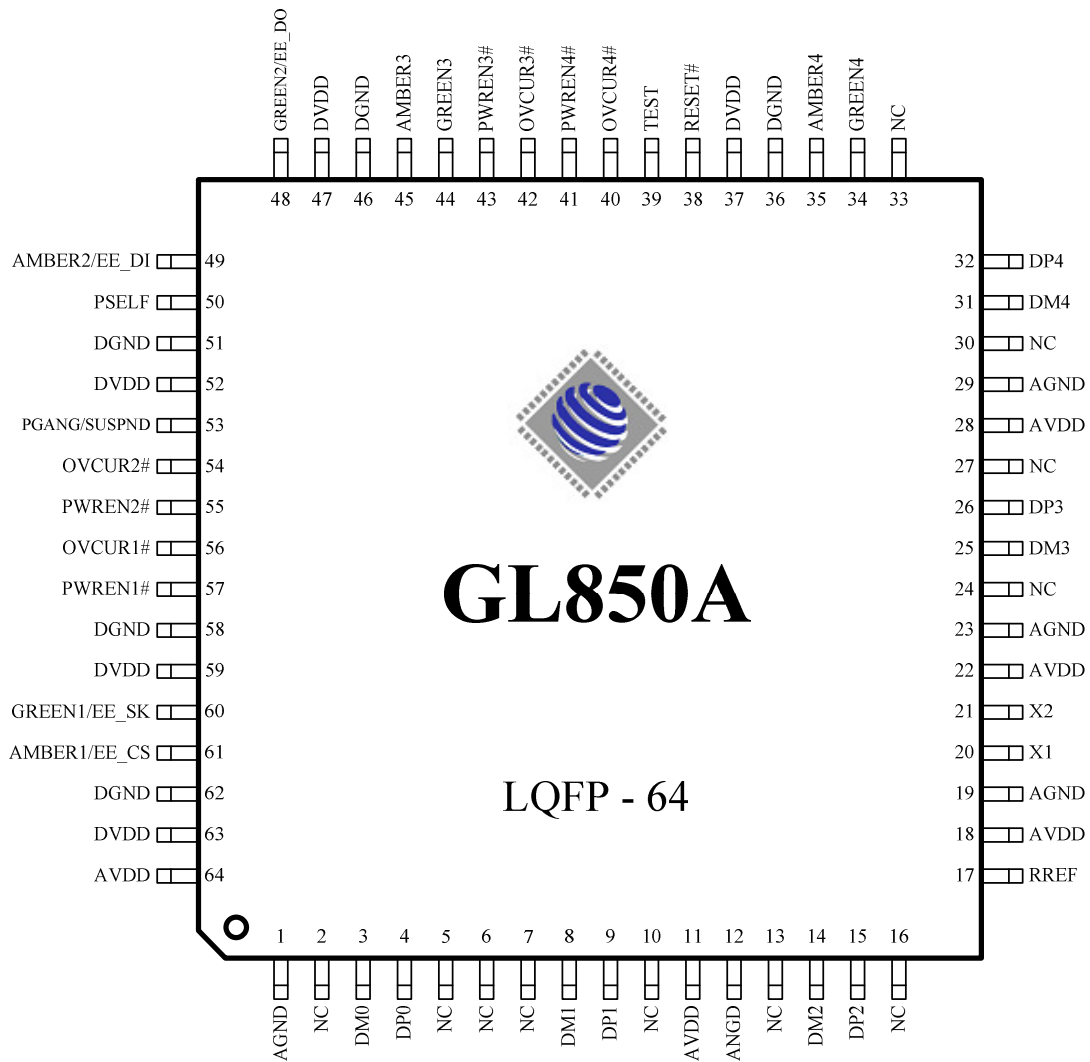 GREEN2/EE_DO DVDD DGND AMBER3 GREEN3 PWREN3# OVCUR3# PWREN4# OVCUR4# TEST RESET# DVDD DGND AMBER4 GREEN4 NC
48 47 46 45 44 43 42 41 40 39 38 37 36 35 34 33
AMBER2/EE_DI 49 32 DP4
PSELF 50 31 DM4
DGND 51 30 NC
DVDD 52 29 AGND
PGANG/SUSPND 53 28 AVDD
OVCUR2# 54 27 NC
PWREN2# 55 26 DP3
OVCUR1# 56 25 DM3
PWREN1# 57 24 NC
GL850A
DGND 58 23 AGND
DVDD 59 22 AVDD
GREEN1/EE_SK 60 21 X2
AMBER1/EE_CS 61 20 X1
DGND 62 19 AGND
LQFP - 64
DVDD 63 18 AVDD
AVDD 64 17 RREF
1 2 3 4 5 6 7 8 9 10 11 12 13 14 15 16
AGND NC DM0 DP0 NC NC NC DM1 DP1 NC AVDD ANGD NC DM2 DP2 NC